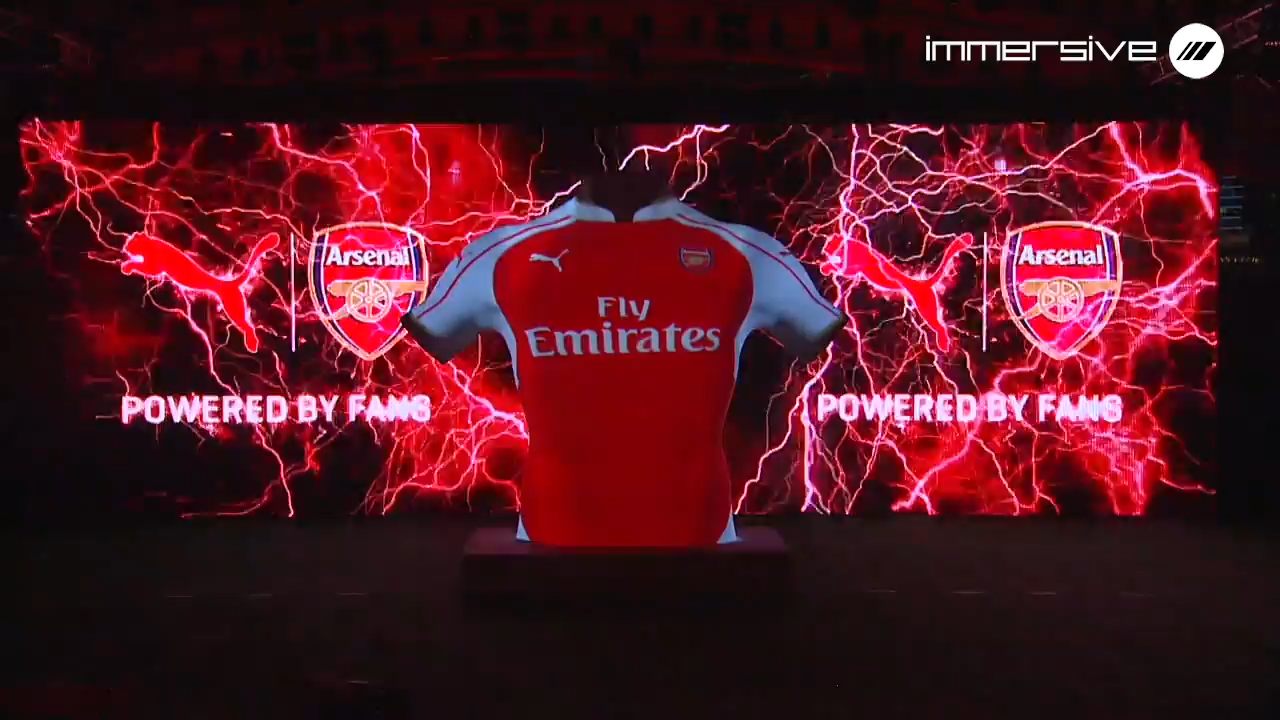 immersive
Arsenal
Arsenal
Fly
Emirates
POWERED BY FANS
POWERED BY FANS